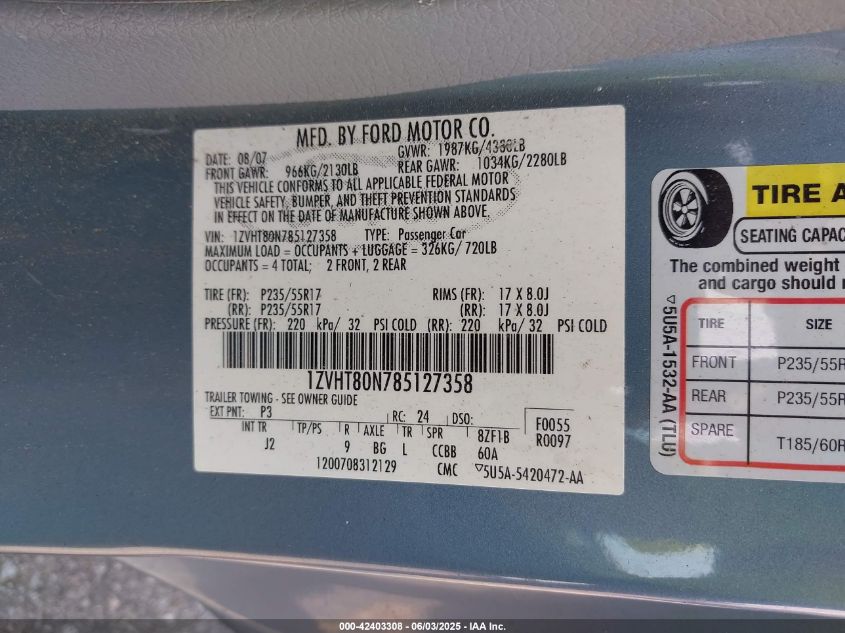 MFD. BY FORD MOTOR CO.
DATE: 08/07 GVWR: 1987KG/4380LB
FRONT GAWR: 966KG/2130LB REAR GAWR: 1034KG/2280LB
THIS VEHICLE CONFORMS TO ALL APPLICABLE FEDERAL MOTOR
VEHICLE SAFETY, BUMPER, AND THEFT PREVENTION STANDARDS
IN EFFECT ON THE DATE OF MANUFACTURE SHOWN ABOVE.
VIN: 1ZVHT80N785127358 TYPE: Passenger Car
MAXIMUM LOAD = OCCUPANTS + LUGGAGE = 326KG/ 720LB
OCCUPANTS = 4 TOTAL; 2 FRONT, 2 REAR
TIRE (FR): P235/55R17 RIMS (FR): 17 X 8.0J
(RR): P235/55R17 (RR): 17 X 8.0J
PRESSURE (FR): 220 kPa/ 32 PSI COLD (RR): 220 kPa/ 32 PSI COLD
1ZVHT80N785127358
TRAILER TOWING - SEE OWNER GUIDE
EXT PNT: P3 RC: 24 DSO: F0055
INT TR TP/PS R AXLE TR SPR 8ZF1B R0097
J2 9 BG L CCBB 60A
1200708312129 CMC ▽5U5A-5420472-AA
TIRE A
SEATING CAPAC
The combined weight
and cargo should
▽5U5A-1532-AA (TLU)
TIRE SIZE
FRONT P235/55R
REAR P235/55R
SPARE T185/60R
000-42403308 - 06/03/2025 - IAA Inc.